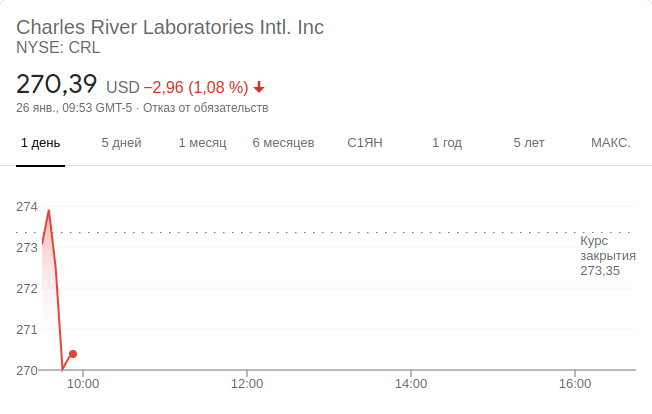 Charles River Laboratories Intl. Inc
NYSE: CRL
270,39 USD −2,96 (1,08 %)
26 янв., 09:53 GMT-5 · Отказ от обязательств
1 день 5 дней 1 месяц 6 месяцев С1ЯН 1 год 5 лет МАКС.
274
273
272
271
270
Курс
закрытия
273,35
10:00 12:00 14:00 16:00